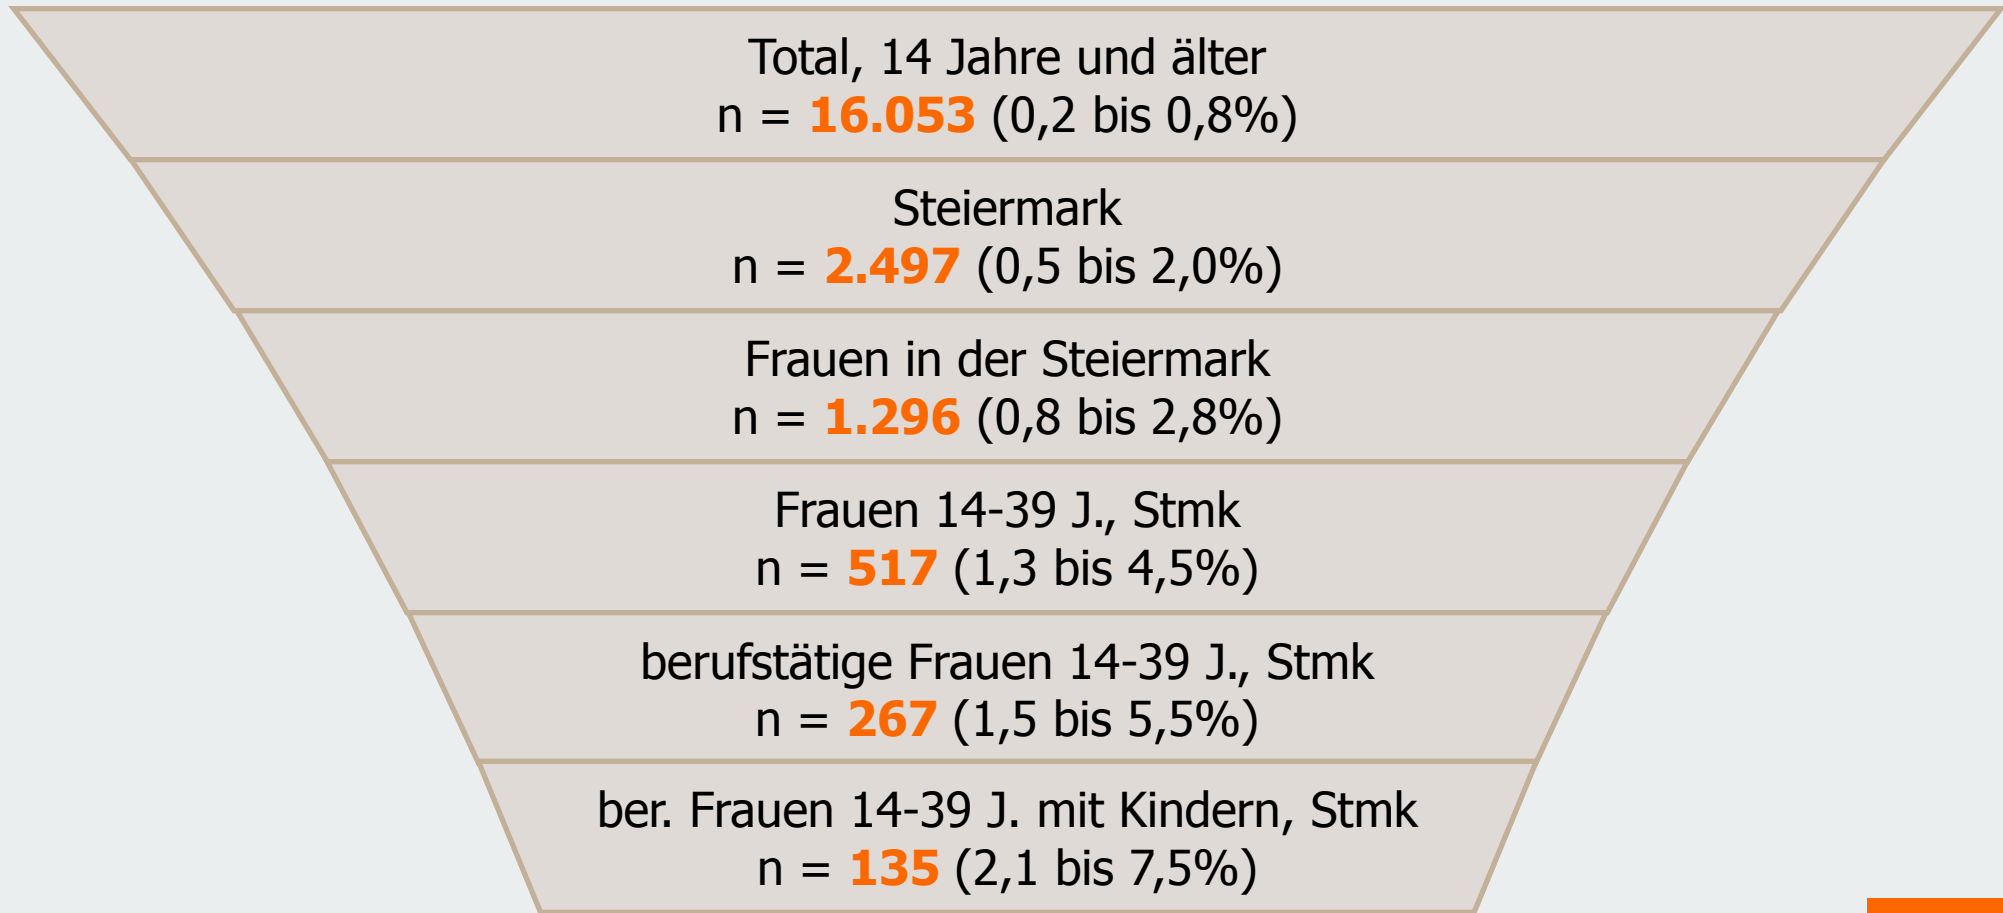 Total, 14 Jahre und älter
n = 16.053 (0,2 bis 0,8%)
Steiermark
n = 2.497 (0,5 bis 2,0%)
Frauen in der Steiermark
n = 1.296 (0,8 bis 2,8%)
Frauen 14-39 J., Stmk
n = 517 (1,3 bis 4,5%)
berufstätige Frauen 14-39 J., Stmk
n = 267 (1,5 bis 5,5%)
ber. Frauen 14-39 J. mit Kindern, Stmk
n = 135 (2,1 bis 7,5%)